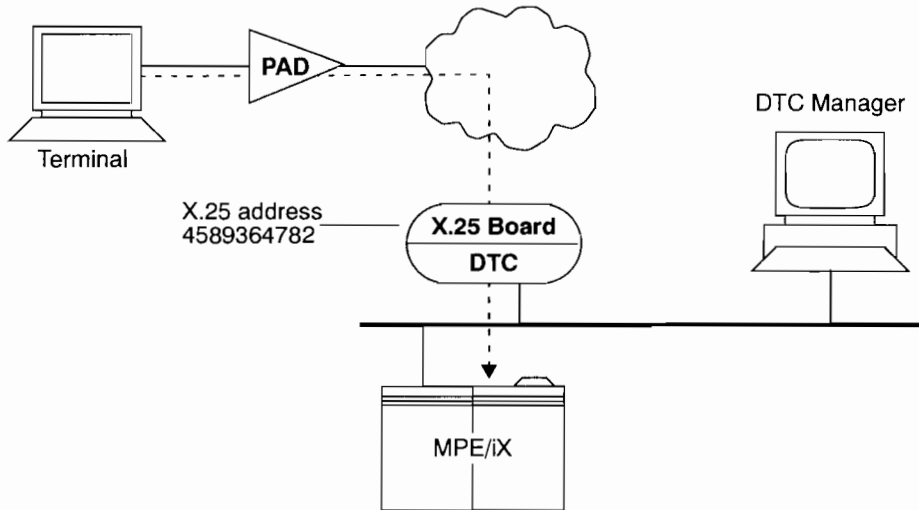 PAD
DTC Manager
Terminal
X.25 address
4589364782
X.25 Board
DTC
MPE/iX